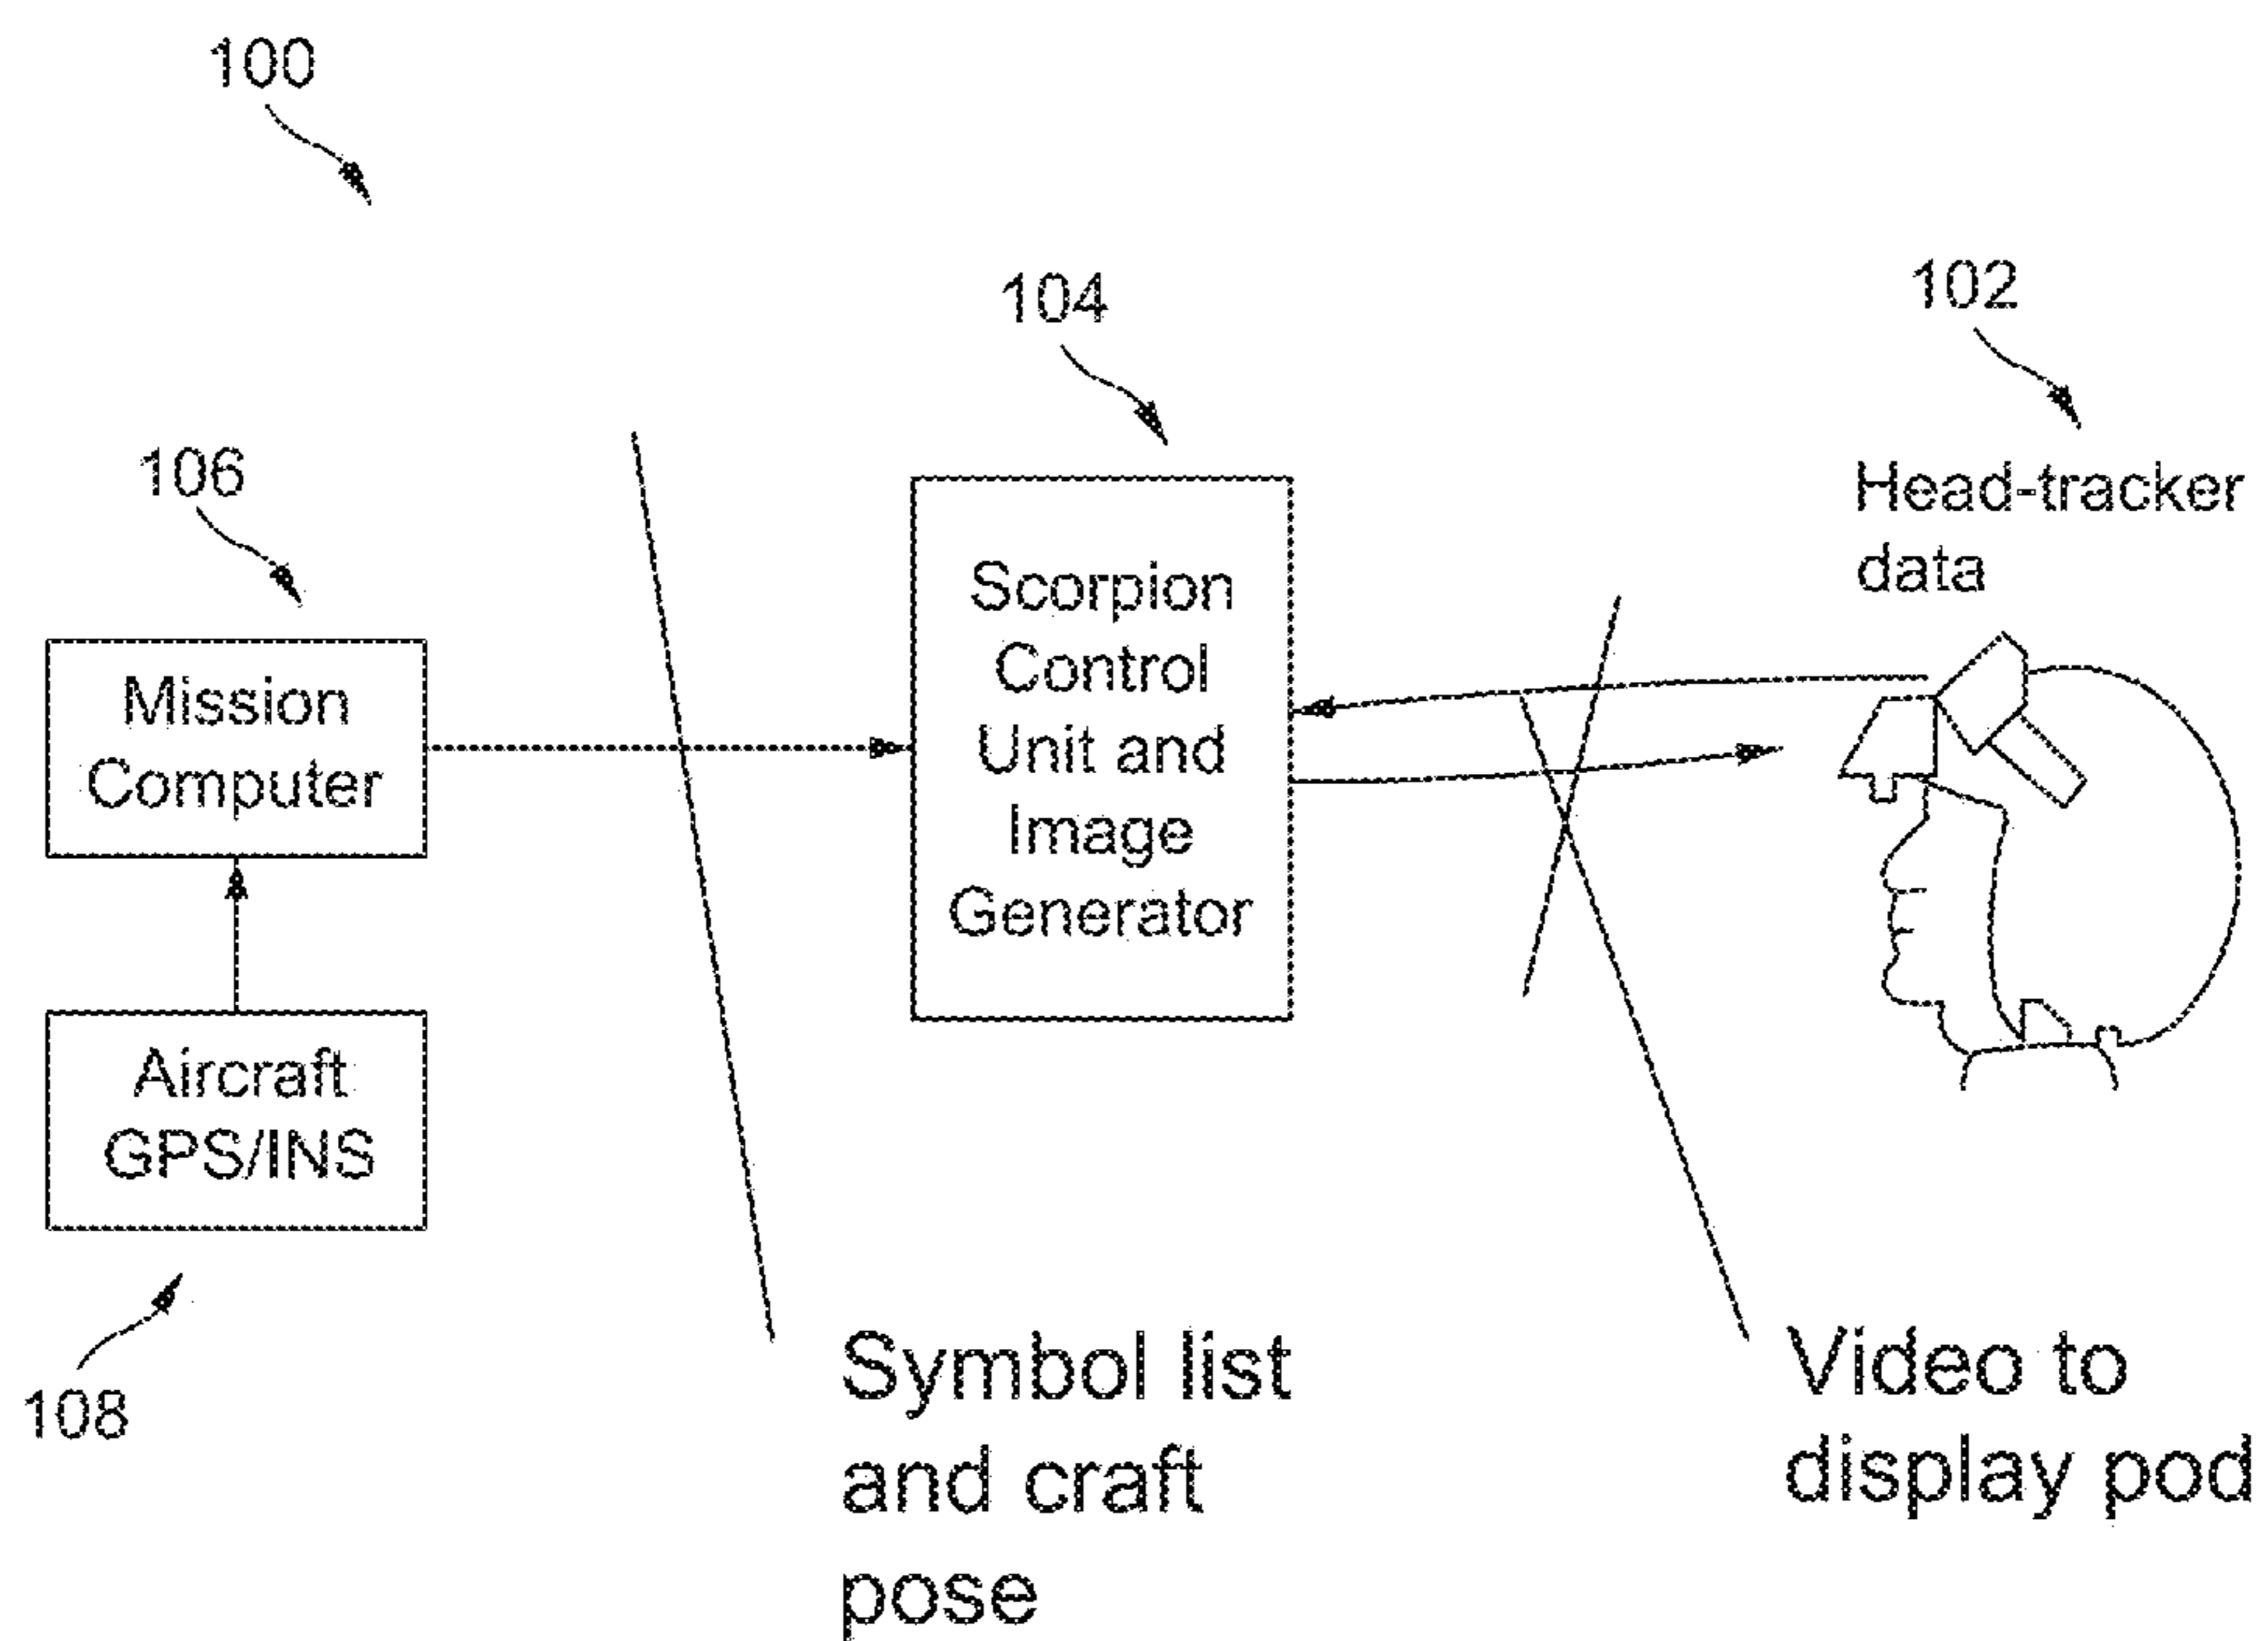 100
104
102
106
Head-tracker
data
Scorpion
Control
Unit and
Image
Generator
Mission
Computer
Aircraft
GPS/INS
108
Symbol list
and craft
pose
Video to
display pod